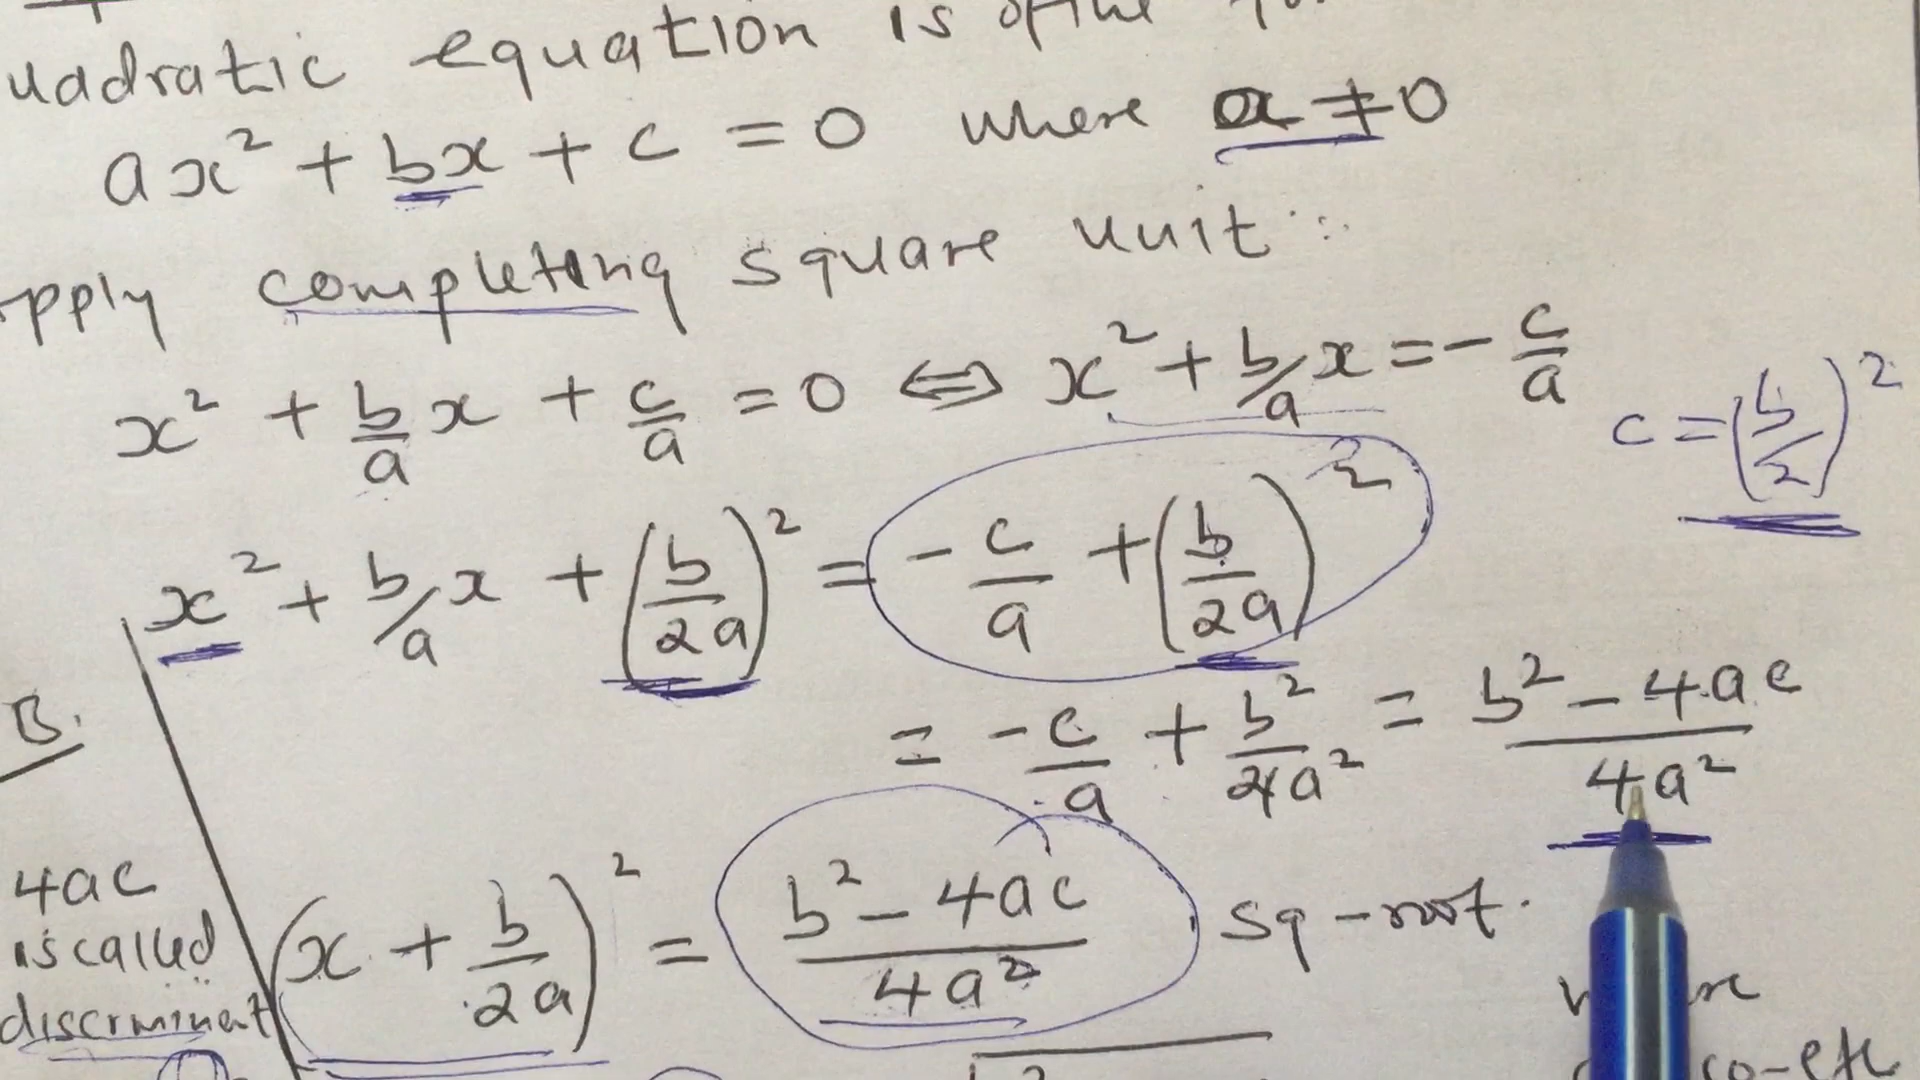 uadratic equation is of the
ax² + bx + c = 0 where a ≠ 0
pply completing square unit :.
x² + b/a x + c/a = 0 ⇔ x² + b/a x = - c/a
c = (b/2)²
x² + b/a x + (b/2a)² = - c/a + (b/2a)²
= - c/a + b²/4a² = b² - 4ac/4a²
B.
(x + b/2a)² = b² - 4ac/4a² sq-root.
4ac
is called
discrminat
co-eff